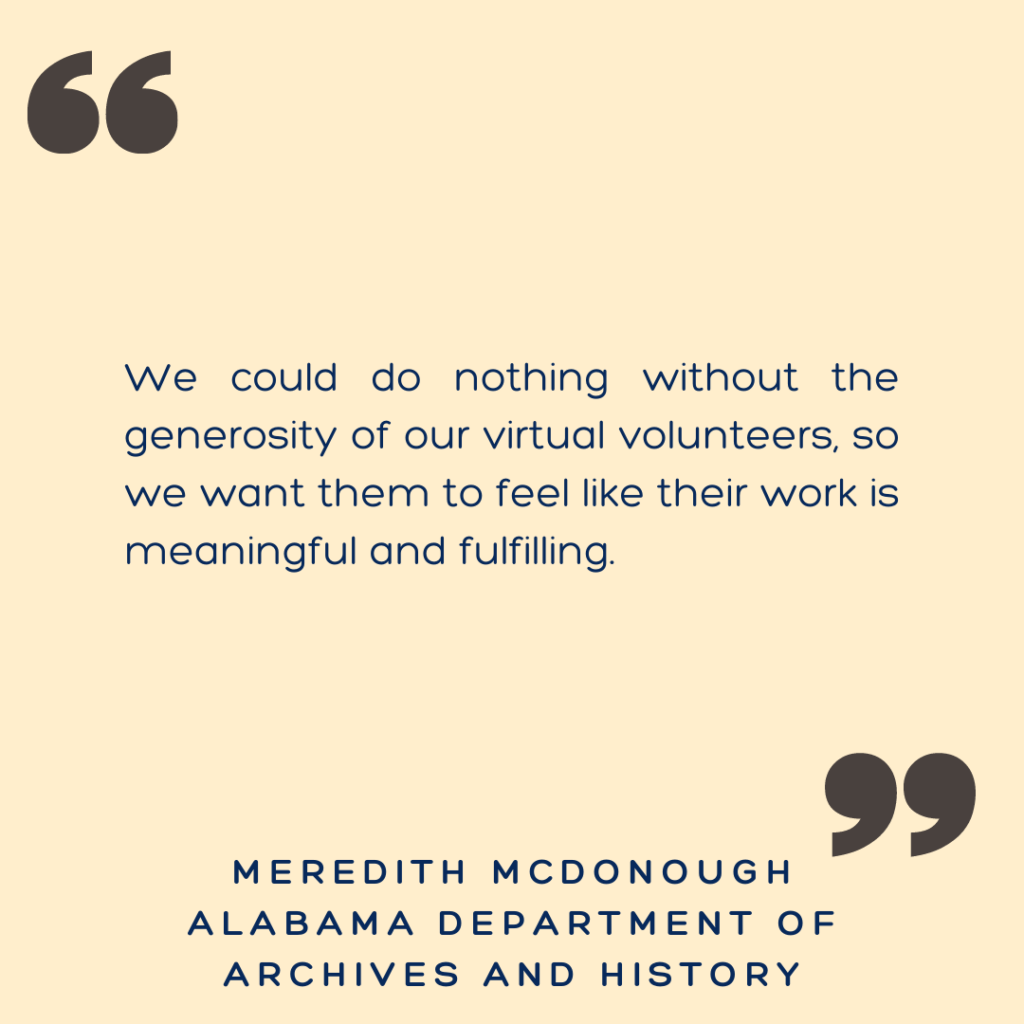 “
We could do nothing without the
generosity of our virtual volunteers, so
we want them to feel like their work is
meaningful and fulfilling.
”
MEREDITH MCDONOUGH
ALABAMA DEPARTMENT OF
ARCHIVES AND HISTORY